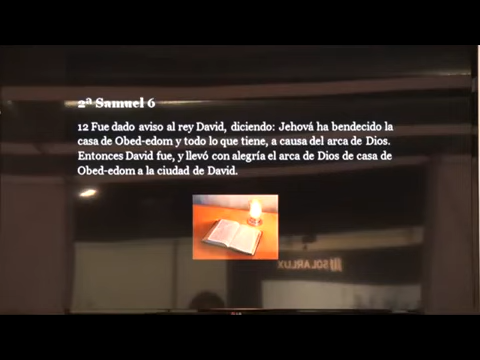 2ª Samuel 6
12 Fue dado aviso al rey David, diciendo: Jehová ha bendecido la
casa de Obed-edom y todo lo que tiene, a causa del arca de Dios.
Entonces David fue, y llevó con alegría el arca de Dios de casa de
Obed-edom a la ciudad de David.
SOLARLUX